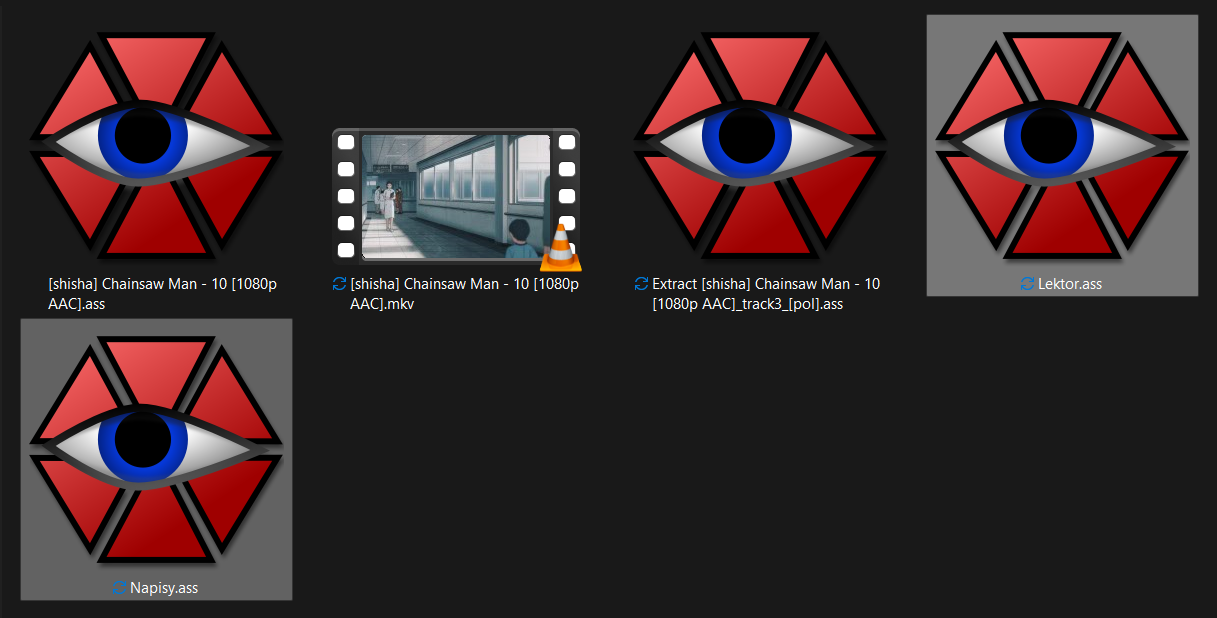 [shisha] Chainsaw Man - 10 [1080p
AAC].ass
[shisha] Chainsaw Man - 10 [1080p
AAC].mkv
Extract [shisha] Chainsaw Man - 10
[1080p AAC]_track3_[pol].ass
Lektor.ass
Napisy.ass